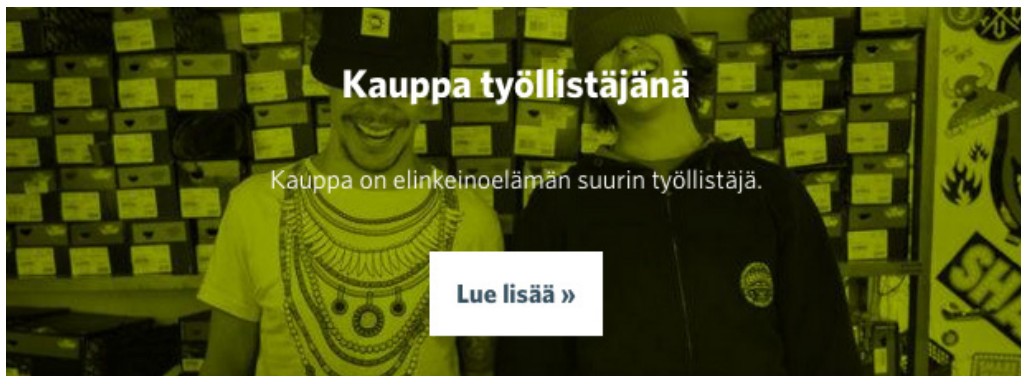 Kauppa työllistäjänä
Kauppa on elinkeinoelämän suurin työllistäjä.
Lue lisää »